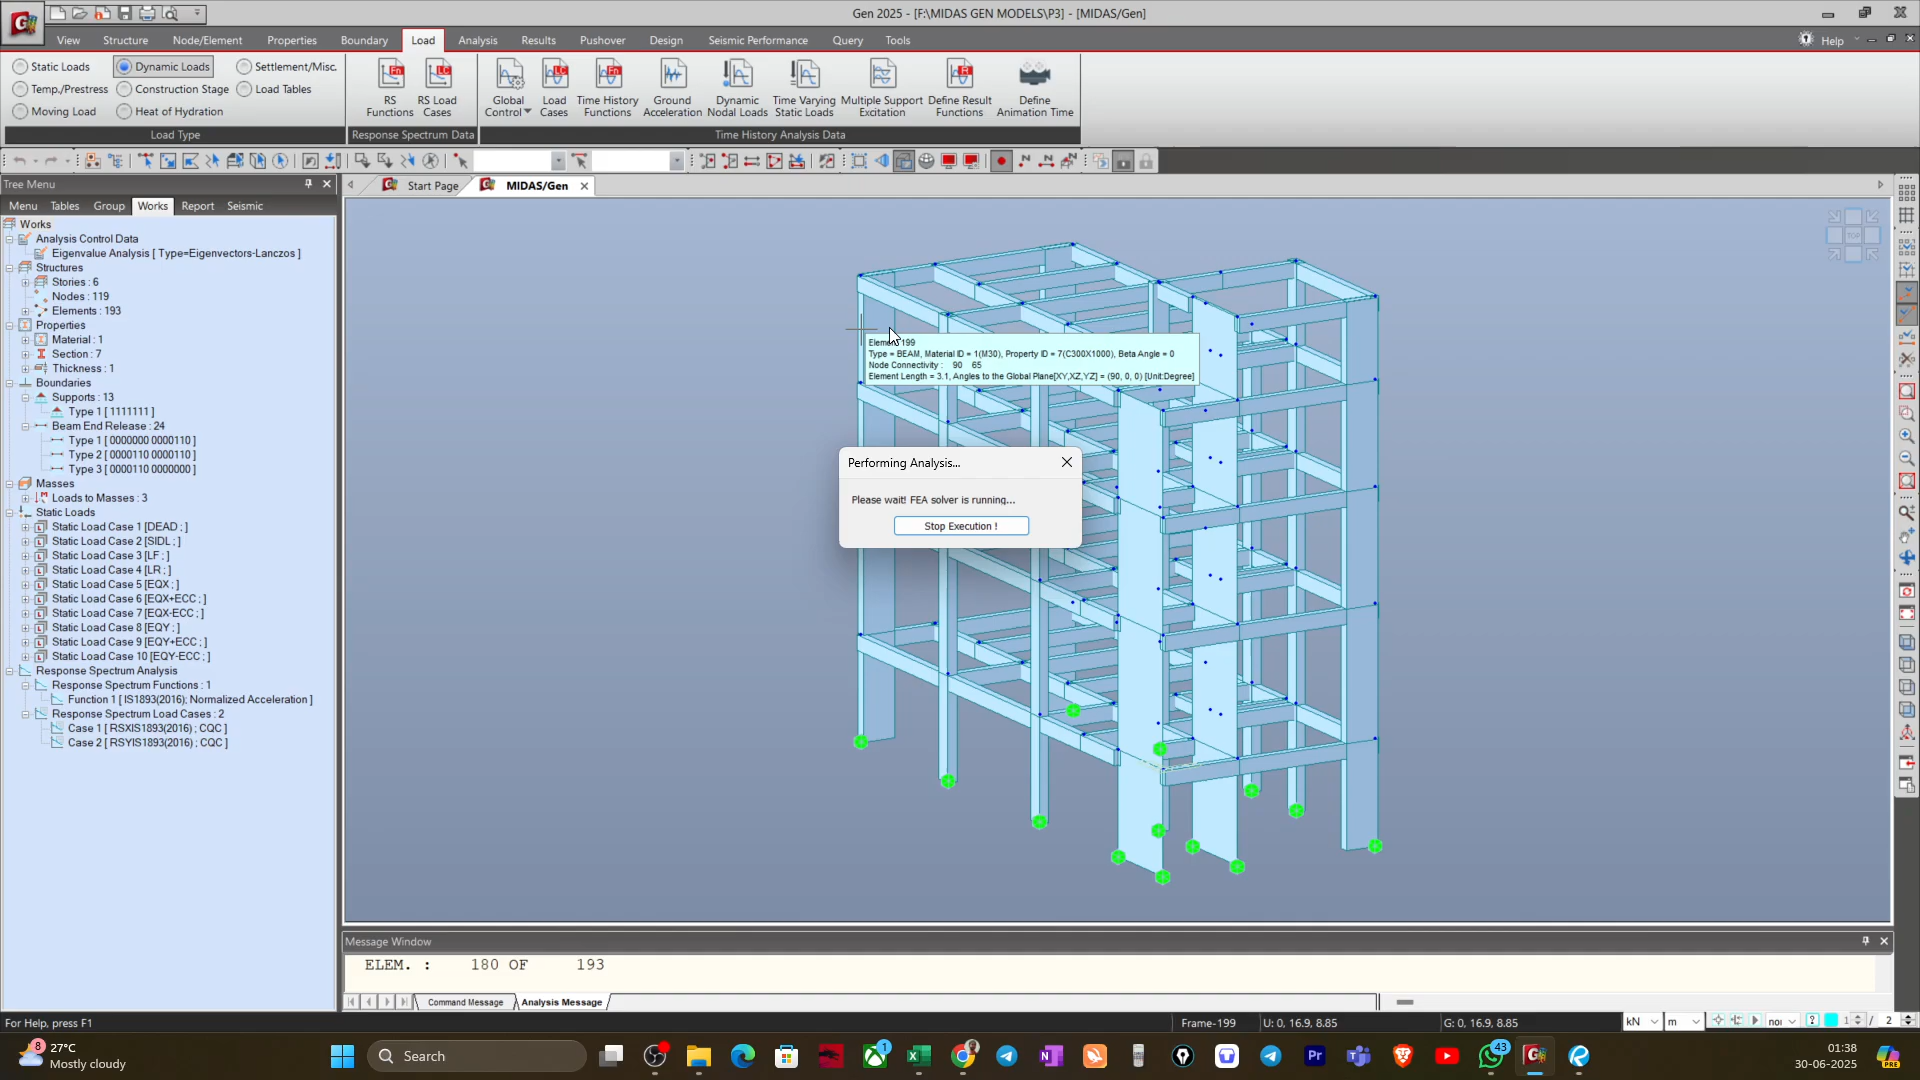 Gen 2025 - [F:\MIDAS GEN MODELS\P3] - [MIDAS/Gen]
View Structure Node/Element Properties Boundary Load Analysis Results Pushover Design Seismic Performance Query Tools Help
Static Loads Dynamic Loads Settlement/Misc.
Temp./Prestress Construction Stage Load Tables
Moving Load Heat of Hydration
Load Type
RS Functions
RS Load Cases
Response Spectrum Data
Global Control
Load Cases
Time History Functions
Ground Acceleration
Dynamic Nodal Loads
Time Varying Static Loads
Multiple Support Excitation
Define Result Functions
Define Animation Time
Time History Analysis Data
Tree Menu
Start Page MIDAS/Gen
Menu Tables Group Works Report Seismic
Works
Analysis Control Data
Eigenvalue Analysis [ Type=Eigenvectors-Lanczos ]
Structures
Stories : 6
Nodes : 119
Elements : 193
Properties
Material : 1
Section : 7
Thickness : 1
Boundaries
Supports : 13
Type 1 [ 1111111 ]
Beam End Release : 24
Type 1 [ 0000000 0000110 ]
Type 2 [ 0000110 0000110 ]
Type 3 [ 0000110 0000000 ]
Masses
Loads to Masses : 3
Static Loads
Static Load Case 1 [DEAD ; ]
Static Load Case 2 [SIDL ; ]
Static Load Case 3 [LF ; ]
Static Load Case 4 [LR ; ]
Static Load Case 5 [EQX ; ]
Static Load Case 6 [EQX+ECC ; ]
Static Load Case 7 [EQX-ECC ; ]
Static Load Case 8 [EQY ; ]
Static Load Case 9 [EQY+ECC ; ]
Static Load Case 10 [EQY-ECC ; ]
Response Spectrum Analysis
Response Spectrum Functions : 1
Function 1 [ IS1893(2016); Normalized Acceleration ]
Response Spectrum Load Cases : 2
Case 1 [ RSXIS1893(2016) ; CQC ]
Case 2 [ RSYIS1893(2016) ; CQC ]
TOP
Type = BEAM, Material ID = 1(M30), Property ID = 7(C300X1000), Beta Angle = 0
Node Connectivity : 90 65
Element Length = 3.1, Angles to the Global Plane[XY,XZ,YZ] = (90, 0, 0) [Unit:Degree]
Performing Analysis...
Please wait! FEA solver is running...
Stop Execution !
Message Window
ELEM. : 180 OF 193
Command Message Analysis Message
For Help, press F1
Frame-199
U: 0, 16.9, 8.85
G: 0, 16.9, 8.85
kN m nor 1 / 2
8
27°C
Mostly cloudy
Search
1
43
01:38
30-06-2025